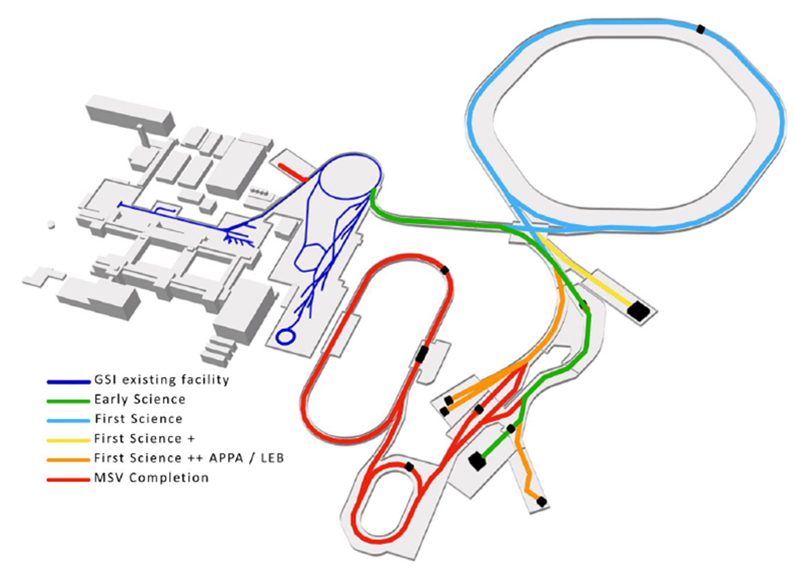 GSI existing facility
Early Science
First Science
First Science +
First Science ++ APPA / LEB
MSV Completion